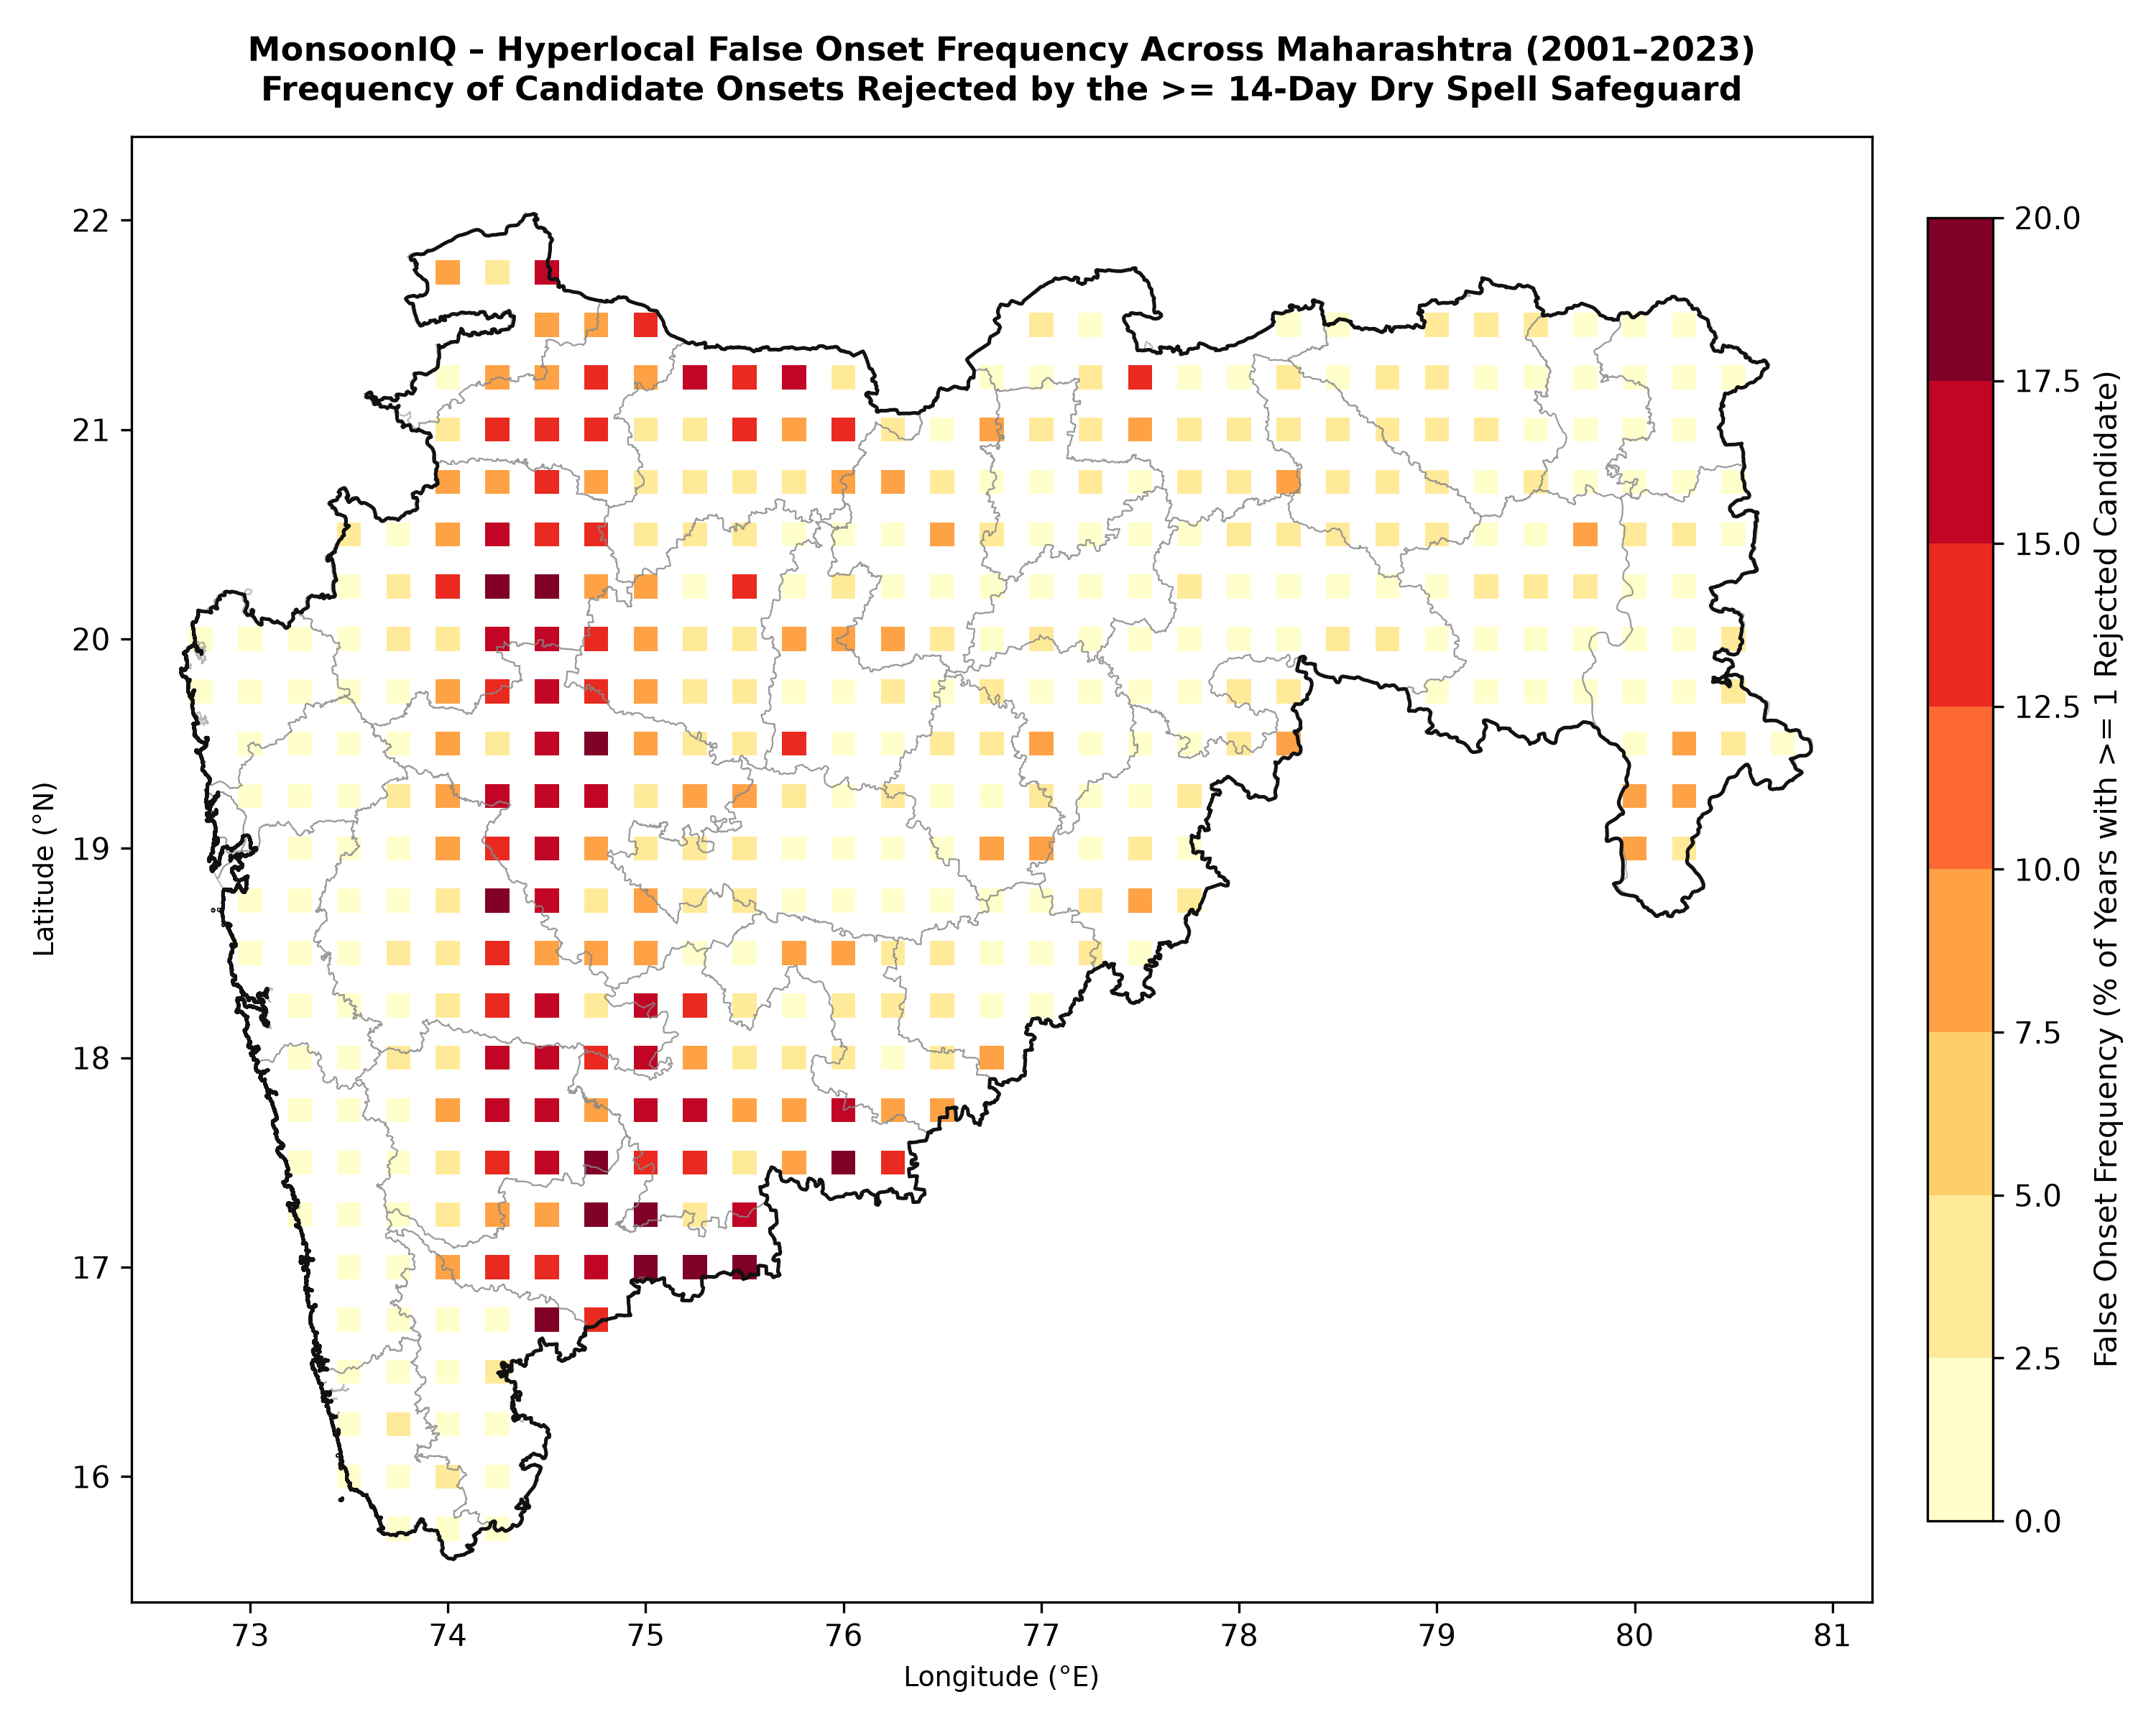 MonsoonIQ – Hyperlocal False Onset Frequency Across Maharashtra (2001–2023)
Frequency of Candidate Onsets Rejected by the >= 14-Day Dry Spell Safeguard
22
21
20
19
18
17
16
Latitude (°N)
73 74 75 76 77 78 79 80 81
Longitude (°E)
20.0
17.5
15.0
12.5
10.0
7.5
5.0
2.5
0.0
False Onset Frequency (% of Years with >= 1 Rejected Candidate)